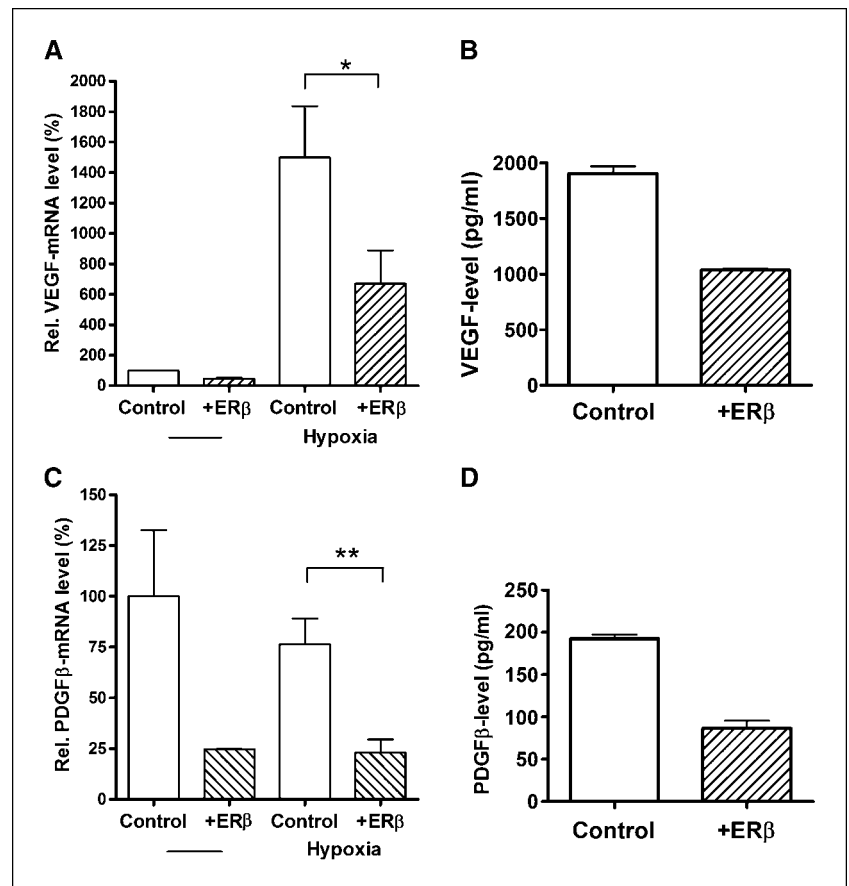 A
Rel. VEGF-mRNA level (%)
2000
1800
1600
1400
1200
1000
800
600
400
200
0
*
Control +ERβ Control +ERβ
Hypoxia
B
VEGF-level (pg/ml)
2000
1500
1000
500
0
Control +ERβ
C
Rel. PDGFβ-mRNA level (%)
150
125
100
75
50
25
0
**
Control +ERβ Control +ERβ
Hypoxia
D
PDGFβ-level (pg/ml)
250
200
150
100
50
0
Control +ERβ